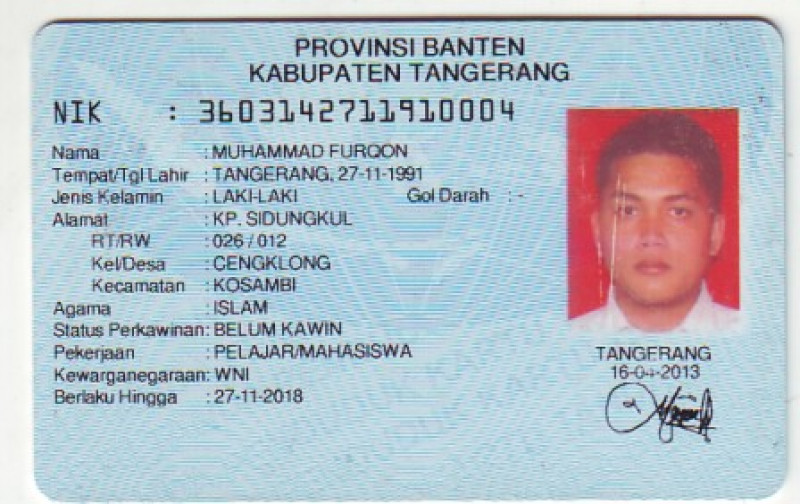 PROVINSI BANTEN
KABUPATEN TANGERANG
NIK : 3603142711910004
Nama : MUHAMMAD FURQON
Tempat/Tgl Lahir : TANGERANG, 27-11-1991
Jenis Kelamin : LAKI-LAKI Gol Darah : -
Alamat : KP. SIDUNGKUL
RT/RW : 026 / 012
Kel/Desa : CENGKLONG
Kecamatan : KOSAMBI
Agama : ISLAM
Status Perkawinan: BELUM KAWIN
Pekerjaan : PELAJAR/MAHASISWA
Kewarganegaraan: WNI
Berlaku Hingga : 27-11-2018
TANGERANG
16-04-2013